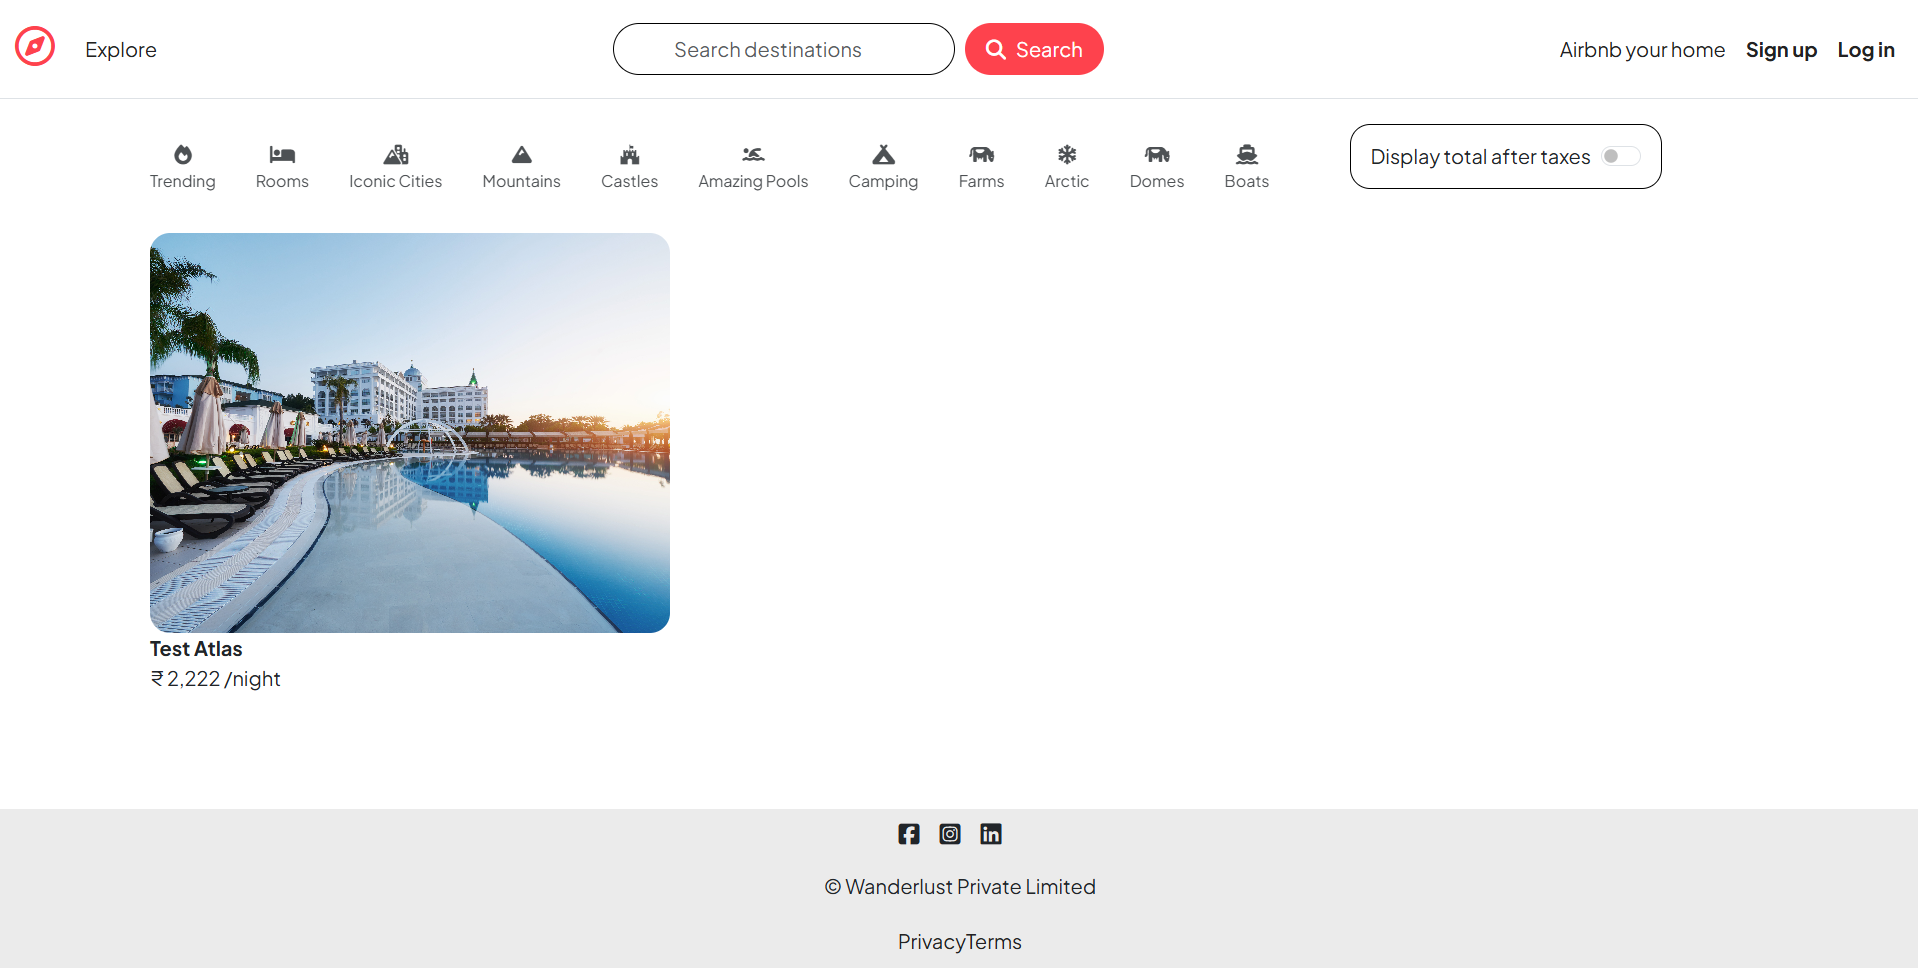 Explore
Search destinations
Search
Airbnb your home
Sign up
Log in
Trending
Rooms
Iconic Cities
Mountains
Castles
Amazing Pools
Camping
Farms
Arctic
Domes
Boats
Display total after taxes
Test Atlas
₹ 2,222 /night
© Wanderlust Private Limited
PrivacyTerms